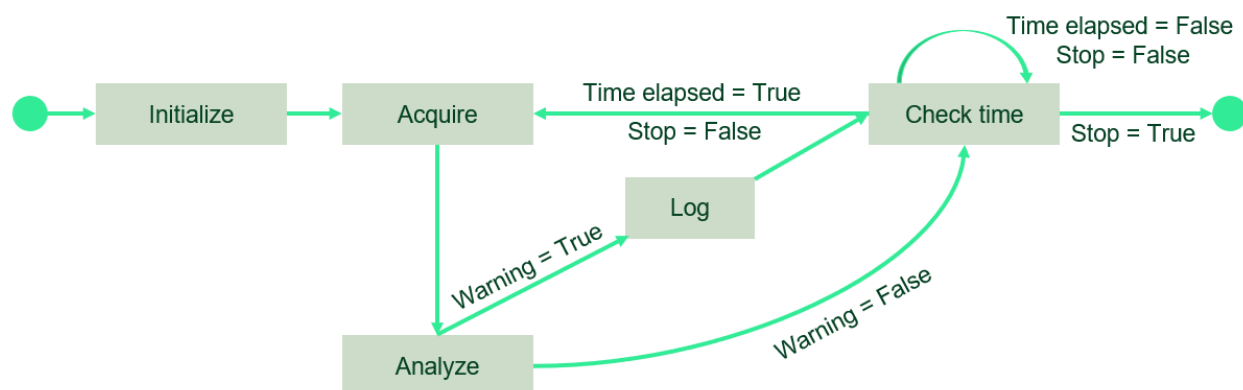 Time elapsed = False
Stop = False
Initialize
Acquire
Time elapsed = True
Stop = False
Check time
Stop = True
Log
Warning = True
Warning = False
Analyze